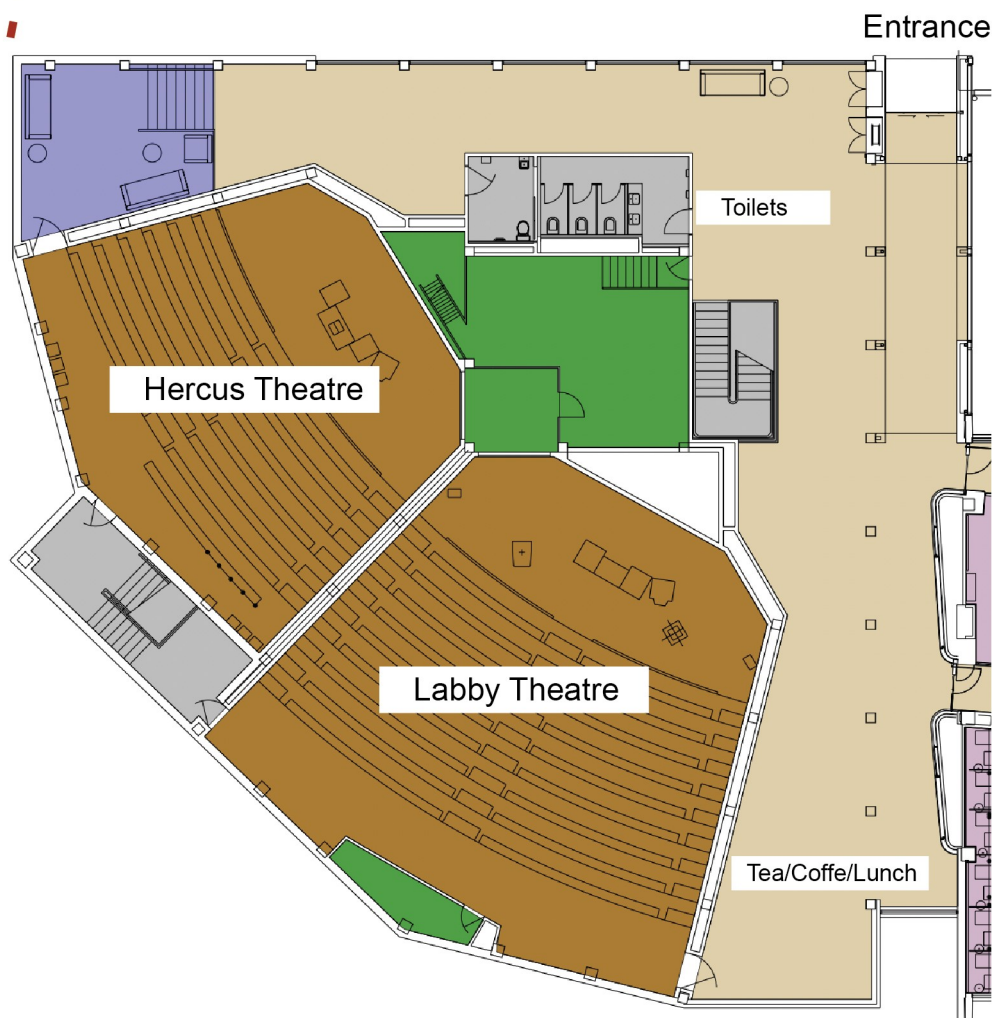 Entrance
Toilets
Hercus Theatre
Labby Theatre
Tea/Coffe/Lunch